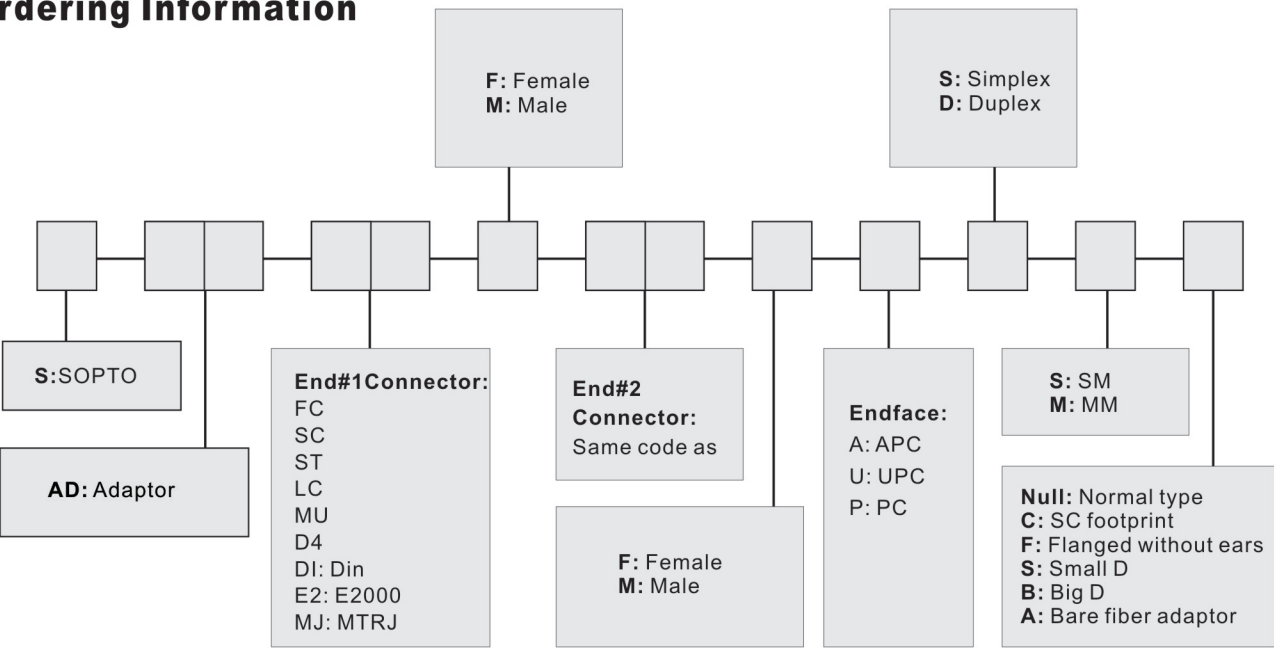 rdering Information
F: Female
M: Male
S: Simplex
D: Duplex
S:SOPTO
AD: Adaptor
End#1Connector:
FC
SC
ST
LC
MU
D4
DI: Din
E2: E2000
MJ: MTRJ
End#2
Connector:
Same code as
F: Female
M: Male
Endface:
A: APC
U: UPC
P: PC
S: SM
M: MM
Null: Normal type
C: SC footprint
F: Flanged without ears
S: Small D
B: Big D
A: Bare fiber adaptor